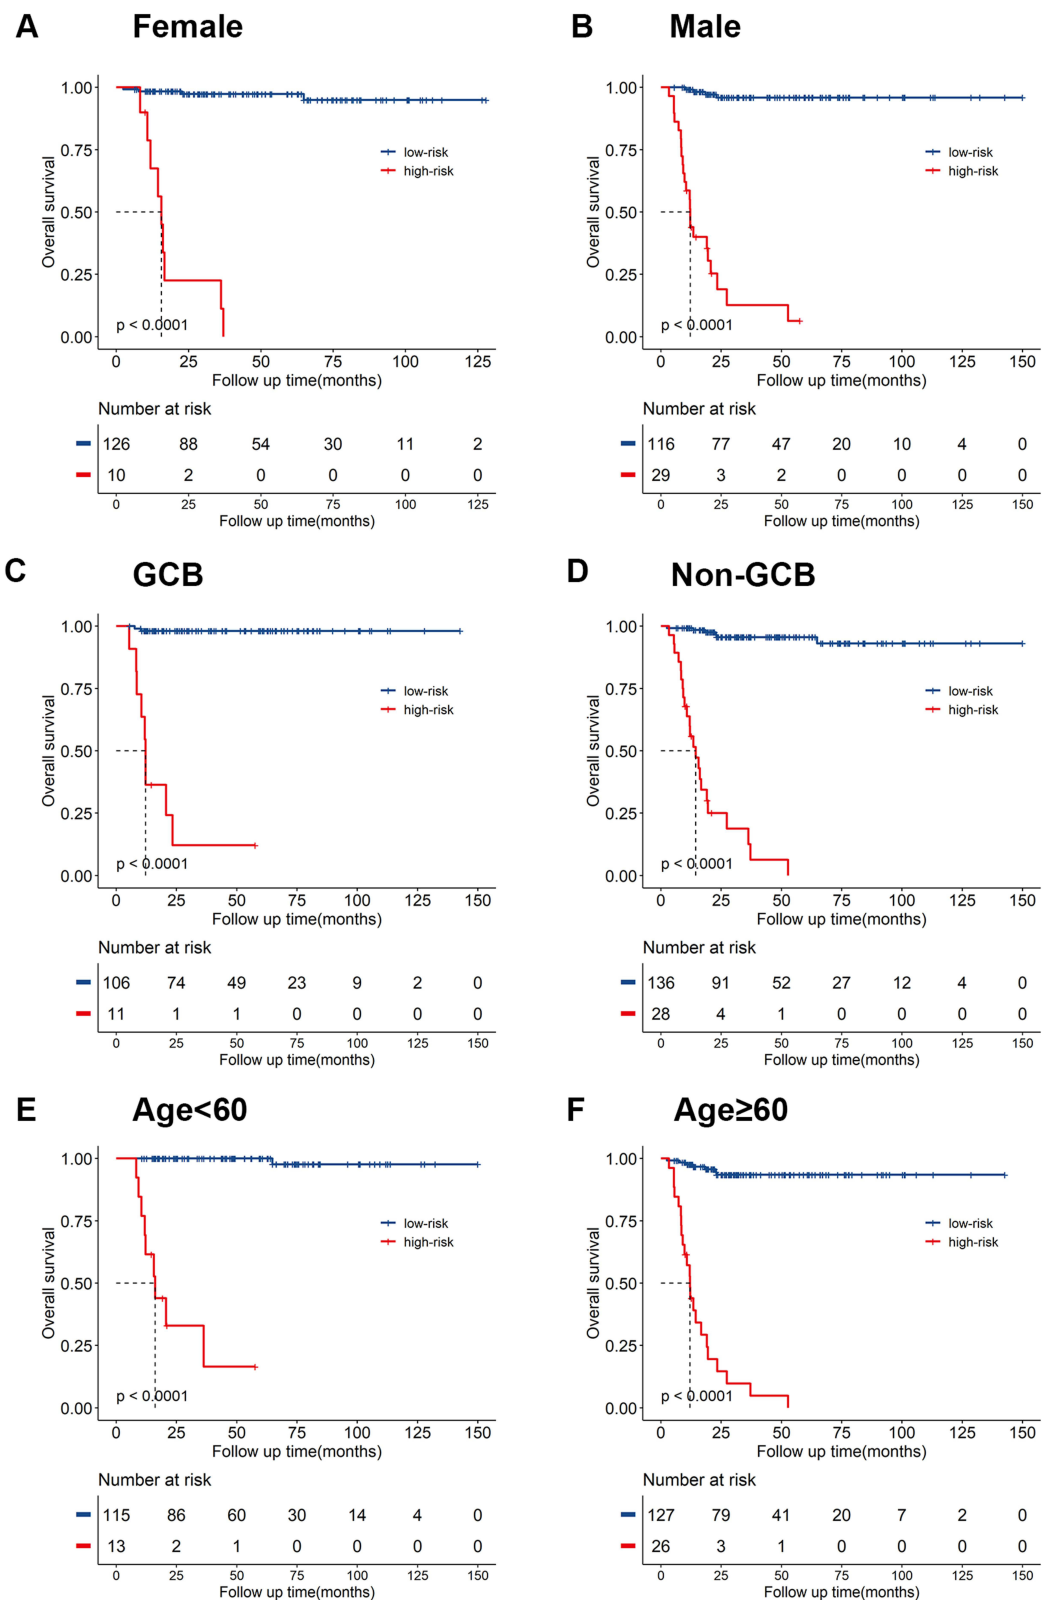 A Female
1.00
0.75
0.50
0.25
0.00
Overall survival
low-risk
high-risk
p < 0.0001
0 25 50 75 100 125
Follow up time(months)
Number at risk
126 88 54 30 11 2
10 2 0 0 0 0
0 25 50 75 100 125
Follow up time(months)
B Male
1.00
0.75
0.50
0.25
0.00
Overall survival
low-risk
high-risk
p < 0.0001
0 25 50 75 100 125 150
Follow up time(months)
Number at risk
116 77 47 20 10 4 0
29 3 2 0 0 0 0
0 25 50 75 100 125 150
Follow up time(months)
C GCB
1.00
0.75
0.50
0.25
0.00
Overall survival
low-risk
high-risk
p < 0.0001
0 25 50 75 100 125 150
Follow up time(months)
Number at risk
106 74 49 23 9 2 0
11 1 1 0 0 0 0
0 25 50 75 100 125 150
Follow up time(months)
D Non-GCB
1.00
0.75
0.50
0.25
0.00
Overall survival
low-risk
high-risk
p < 0.0001
0 25 50 75 100 125 150
Follow up time(months)
Number at risk
136 91 52 27 12 4 0
28 4 1 0 0 0 0
0 25 50 75 100 125 150
Follow up time(months)
E Age<60
1.00
0.75
0.50
0.25
0.00
Overall survival
low-risk
high-risk
p < 0.0001
0 25 50 75 100 125 150
Follow up time(months)
Number at risk
115 86 60 30 14 4 0
13 2 1 0 0 0 0
0 25 50 75 100 125 150
Follow up time(months)
F Age≥60
1.00
0.75
0.50
0.25
0.00
Overall survival
low-risk
high-risk
p < 0.0001
0 25 50 75 100 125 150
Follow up time(months)
Number at risk
127 79 41 20 7 2 0
26 3 1 0 0 0 0
0 25 50 75 100 125 150
Follow up time(months)